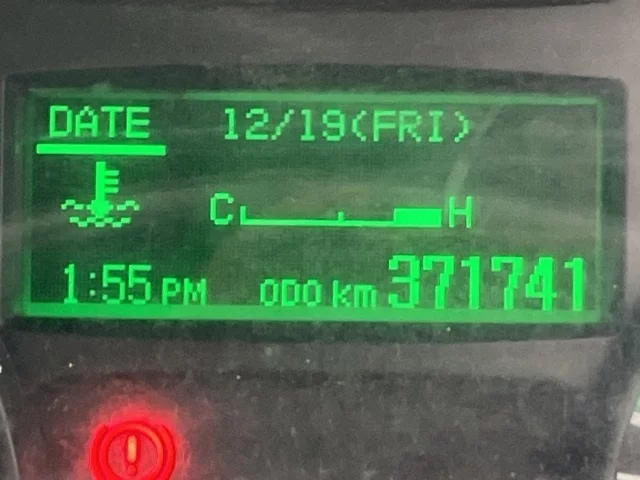 DATE 12/19(FRI)
C H
1:55 PM ODO km 371741